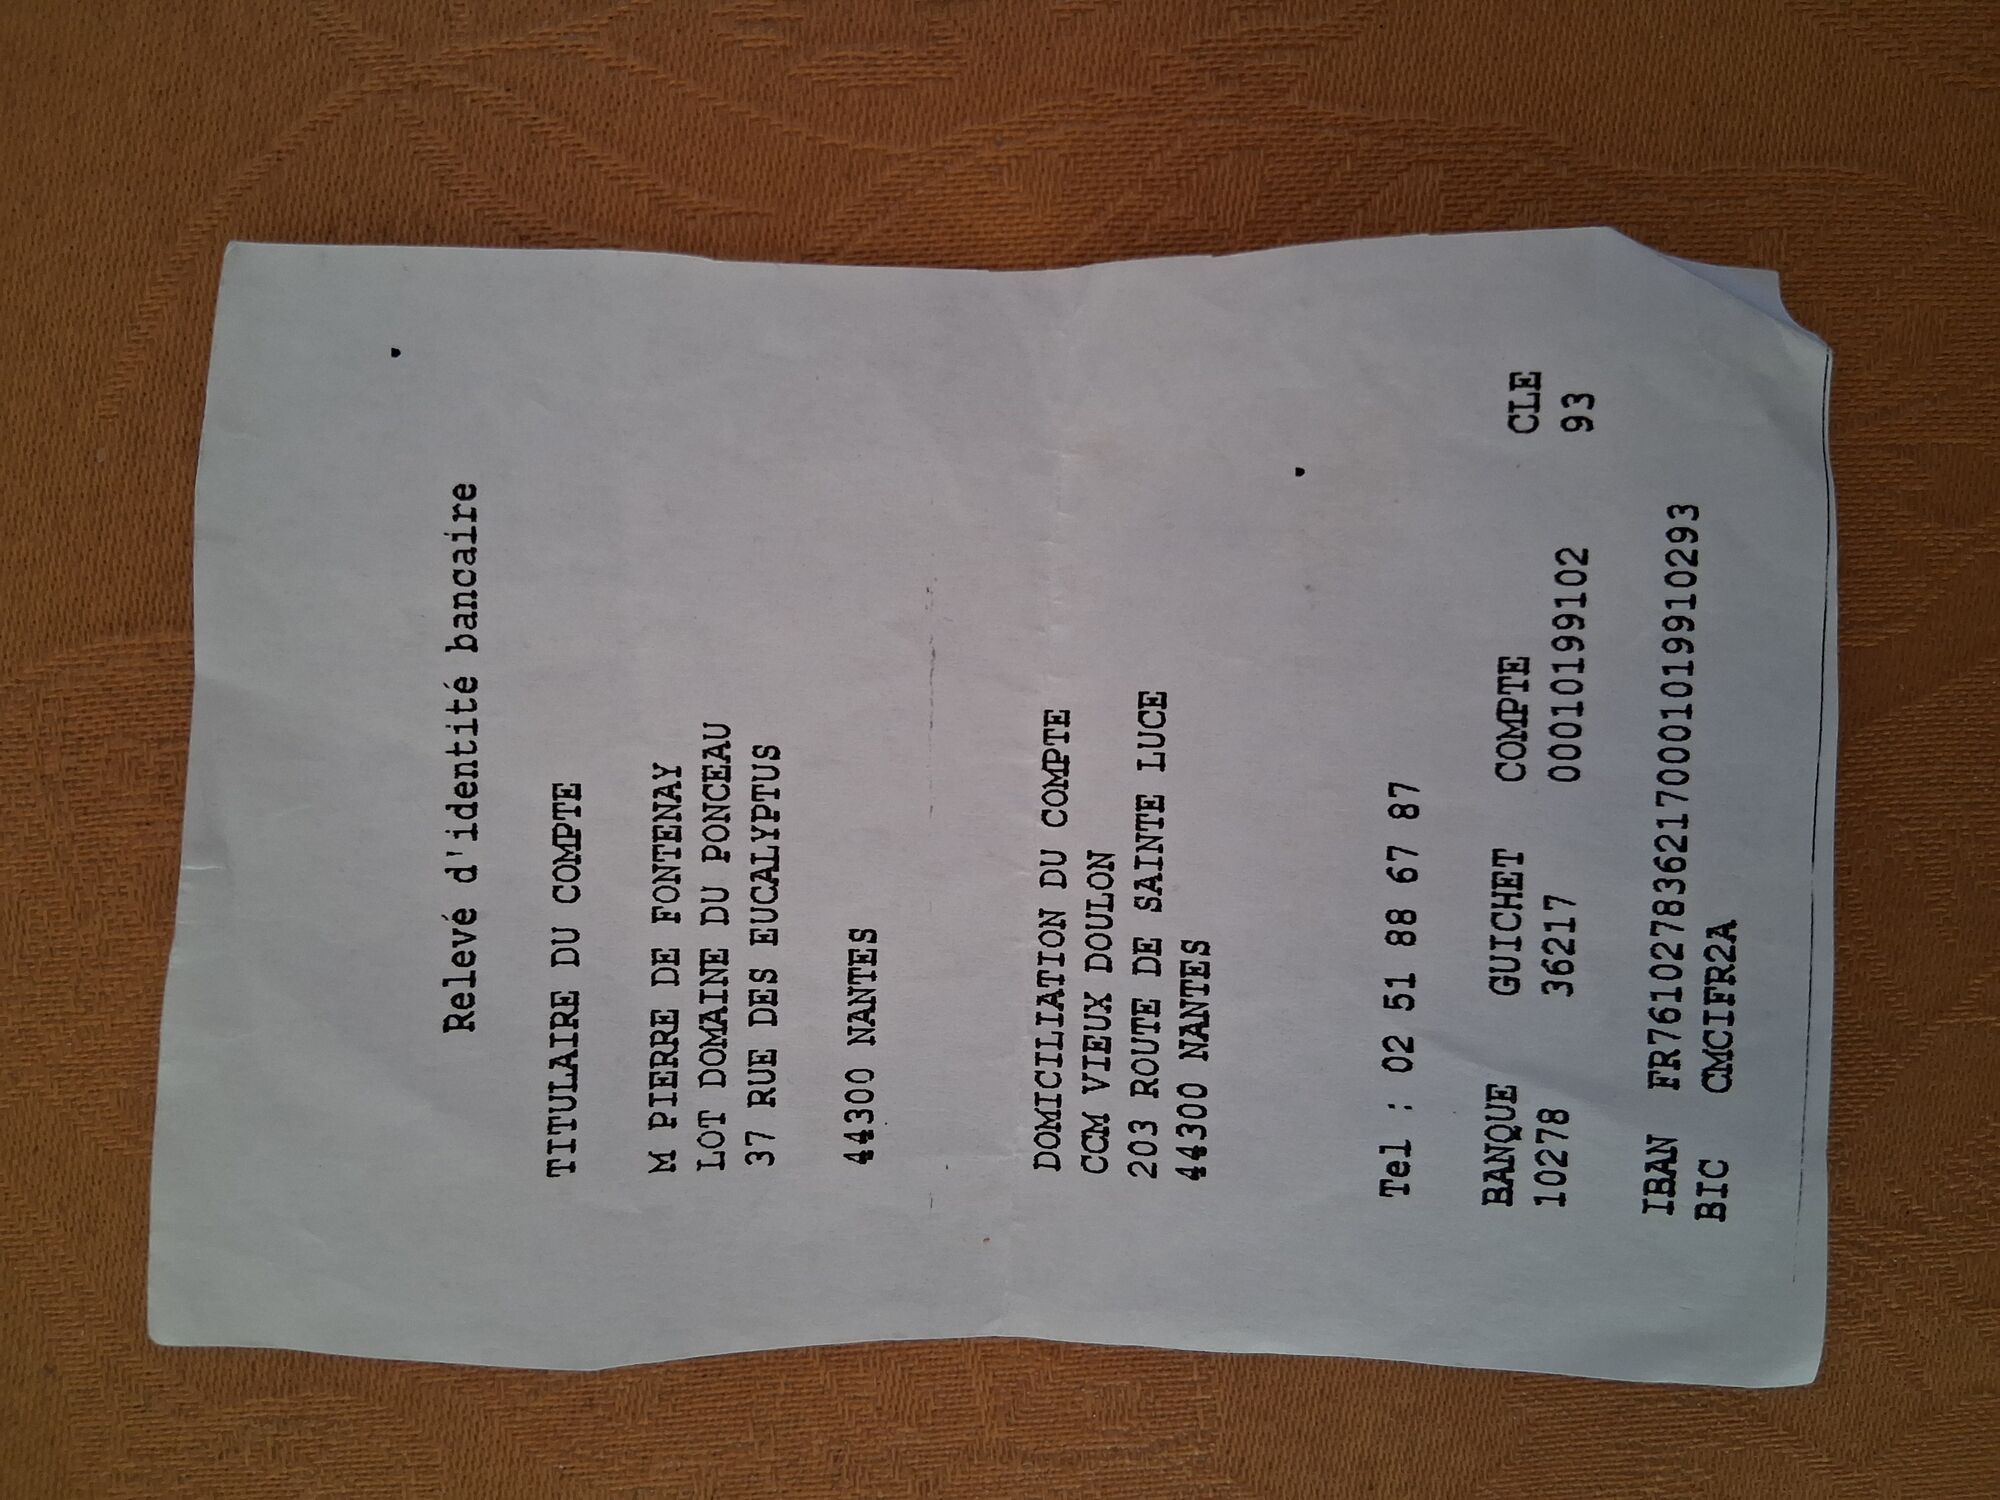 Relevé d'identité bancaire
TITULAIRE DU COMPTE
M PIERRE DE FONTENAY
LOT DOMAINE DU PONCEAU
37 RUE DES EUCALYPTUS
44300 NANTES
DOMICILIATION DU COMPTE
CCM VIEUX DOULON
203 ROUTE DE SAINTE LUCE
44300 NANTES
Tel : 02 51 88 67 87
BANQUE GUICHET COMPTE CLE
10278 36217 00010199102 93
IBAN FR7610278362170001019910293
BIC CMCIFR2A